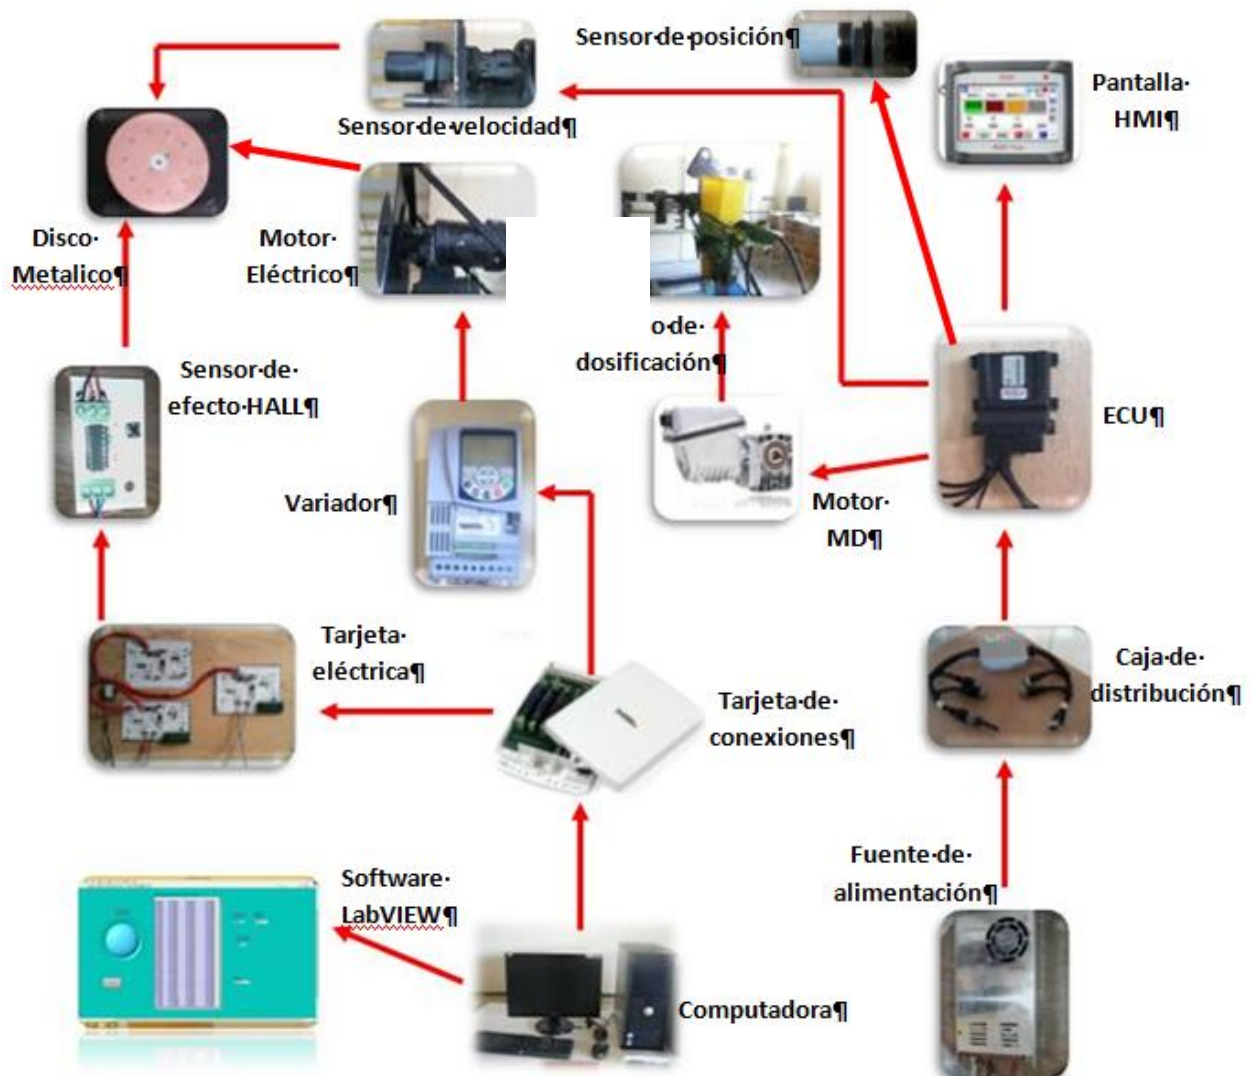 Sensor·de·posición¶
Pantalla·
HMI¶
Sensor·de·velocidad¶
Disco·
Metalico¶
Motor·
Eléctrico¶
o·de·
dosificación¶
Sensor·de·
efecto·HALL¶
ECU¶
Variador¶
Motor·
MD¶
Tarjeta·
eléctrica¶
Tarjeta·de·
conexiones¶
Caja·de·
distribución¶
Fuente·de·
alimentación¶
Software·
LabVIEW¶
Computadora¶